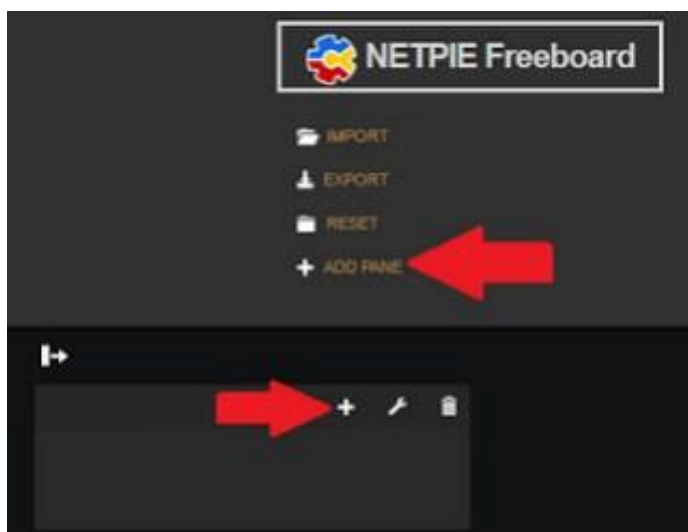 NETPIE Freeboard
IMPORT
EXPORT
RESET
ADD PANE